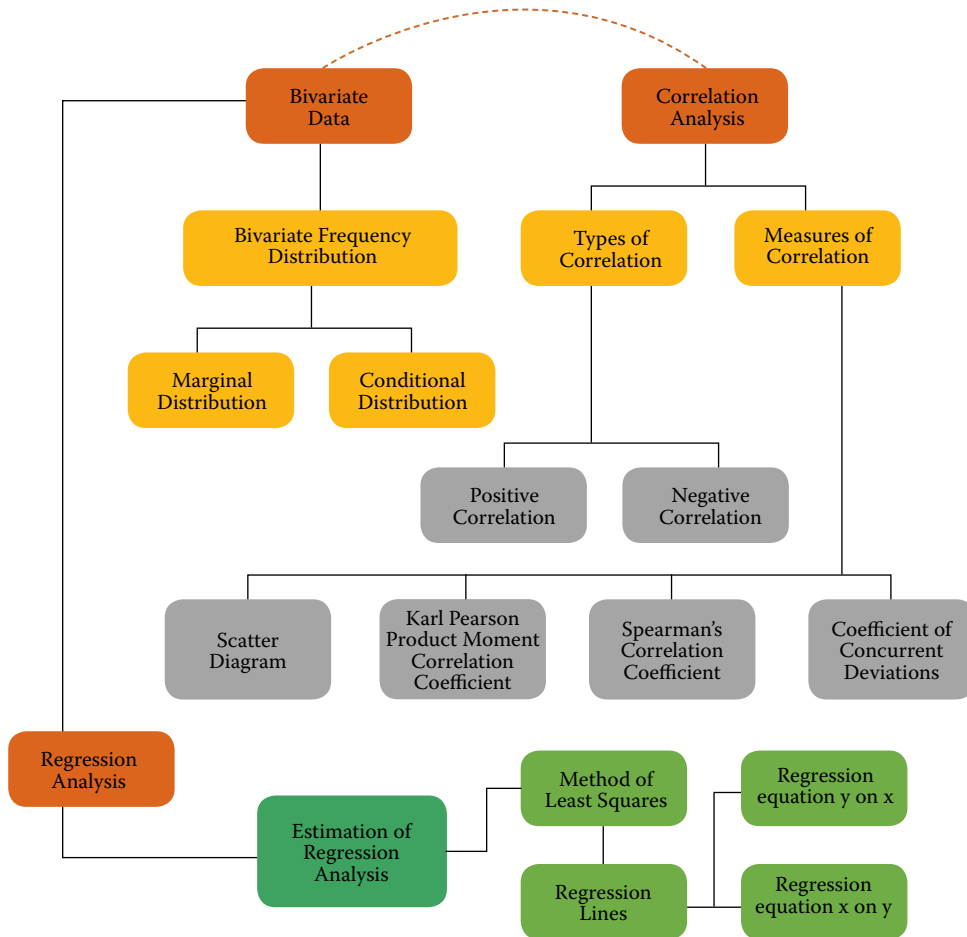 Bivariate
Data
Correlation
Analysis
Bivariate Frequency
Distribution
Types of
Correlation
Measures of
Correlation
Marginal
Distribution
Conditional
Distribution
Positive
Correlation
Negative
Correlation
Scatter
Diagram
Karl Pearson
Product Moment
Correlation
Coefficient
Spearman's
Correlation
Coefficient
Coefficient of
Concurrent
Deviations
Regression
Analysis
Estimation of
Regression
Analysis
Method of
Least Squares
Regression
equation y on x
Regression
Lines
Regression
equation x on y